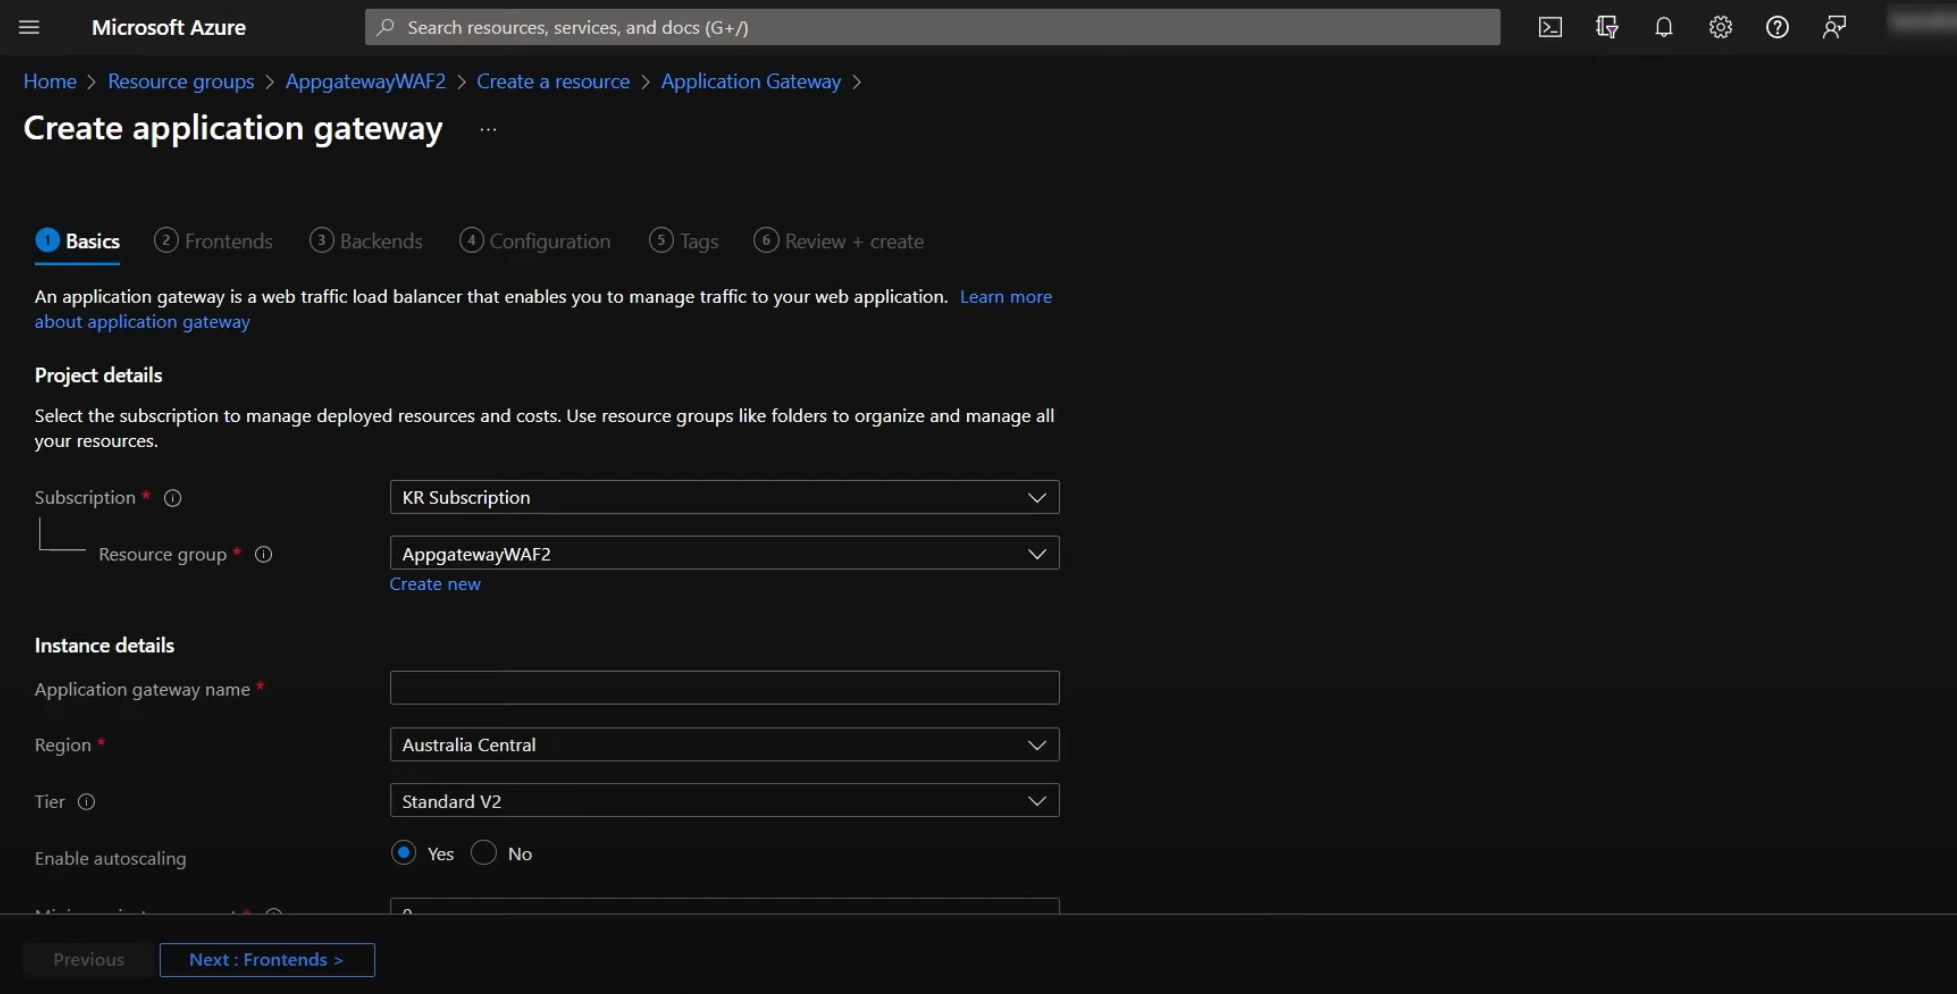 Microsoft Azure
Search resources, services, and docs (G+/)
Home > Resource groups > AppgatewayWAF2 > Create a resource > Application Gateway >
Create application gateway ...
1 Basics 2 Frontends 3 Backends 4 Configuration 5 Tags 6 Review + create
An application gateway is a web traffic load balancer that enables you to manage traffic to your web application. Learn more
about application gateway
Project details
Select the subscription to manage deployed resources and costs. Use resource groups like folders to organize and manage all
your resources.
Subscription * KR Subscription
Resource group * AppgatewayWAF2
Create new
Instance details
Application gateway name *
Region * Australia Central
Tier Standard V2
Enable autoscaling Yes No
Previous Next : Frontends >